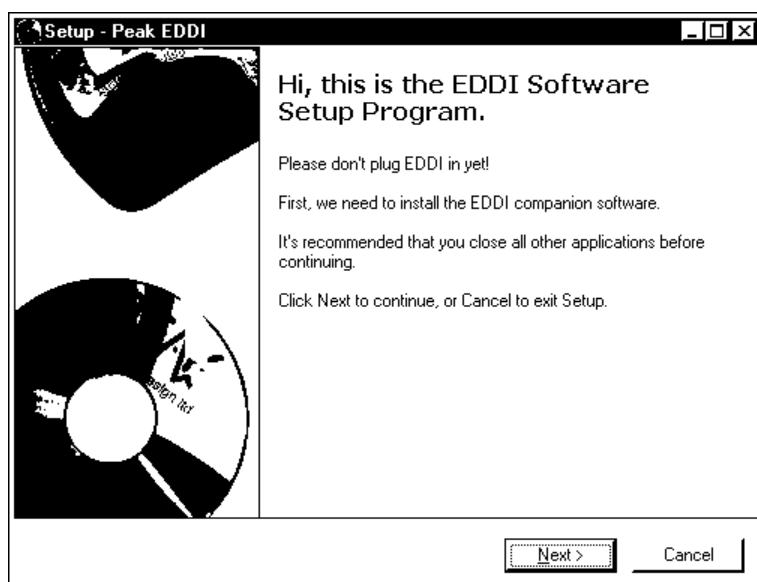 Setup - Peak EDDI
Hi, this is the EDDI Software
Setup Program.
Please don't plug EDDI in yet!
First, we need to install the EDDI companion software.
It's recommended that you close all other applications before
continuing.
Click Next to continue, or Cancel to exit Setup.
esign ltd
Next >
Cancel